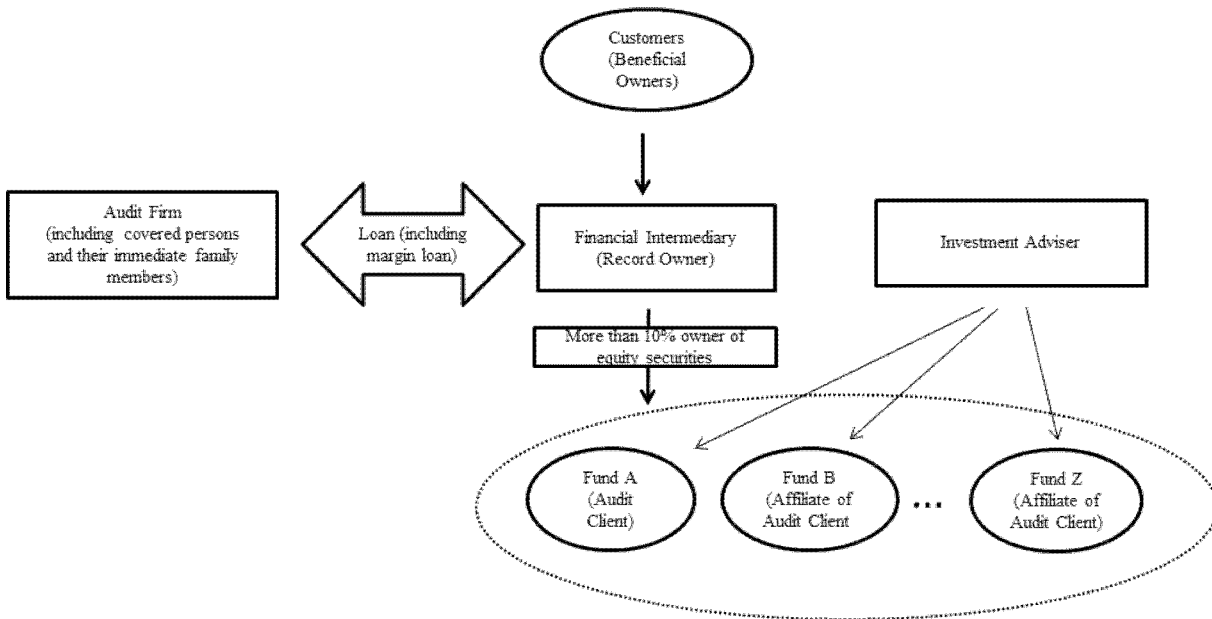 Customers
(Beneficial
Owners)
Audit Firm
(including covered persons
and their immediate family
members)
Loan (including
margin loan)
Financial Intermediary
(Record Owner)
Investment Adviser
More than 10% owner of
equity securities
Fund A
(Audit
Client)
Fund B
(Affiliate of
Audit Client
...
Fund Z
(Affiliate of
Audit Client)